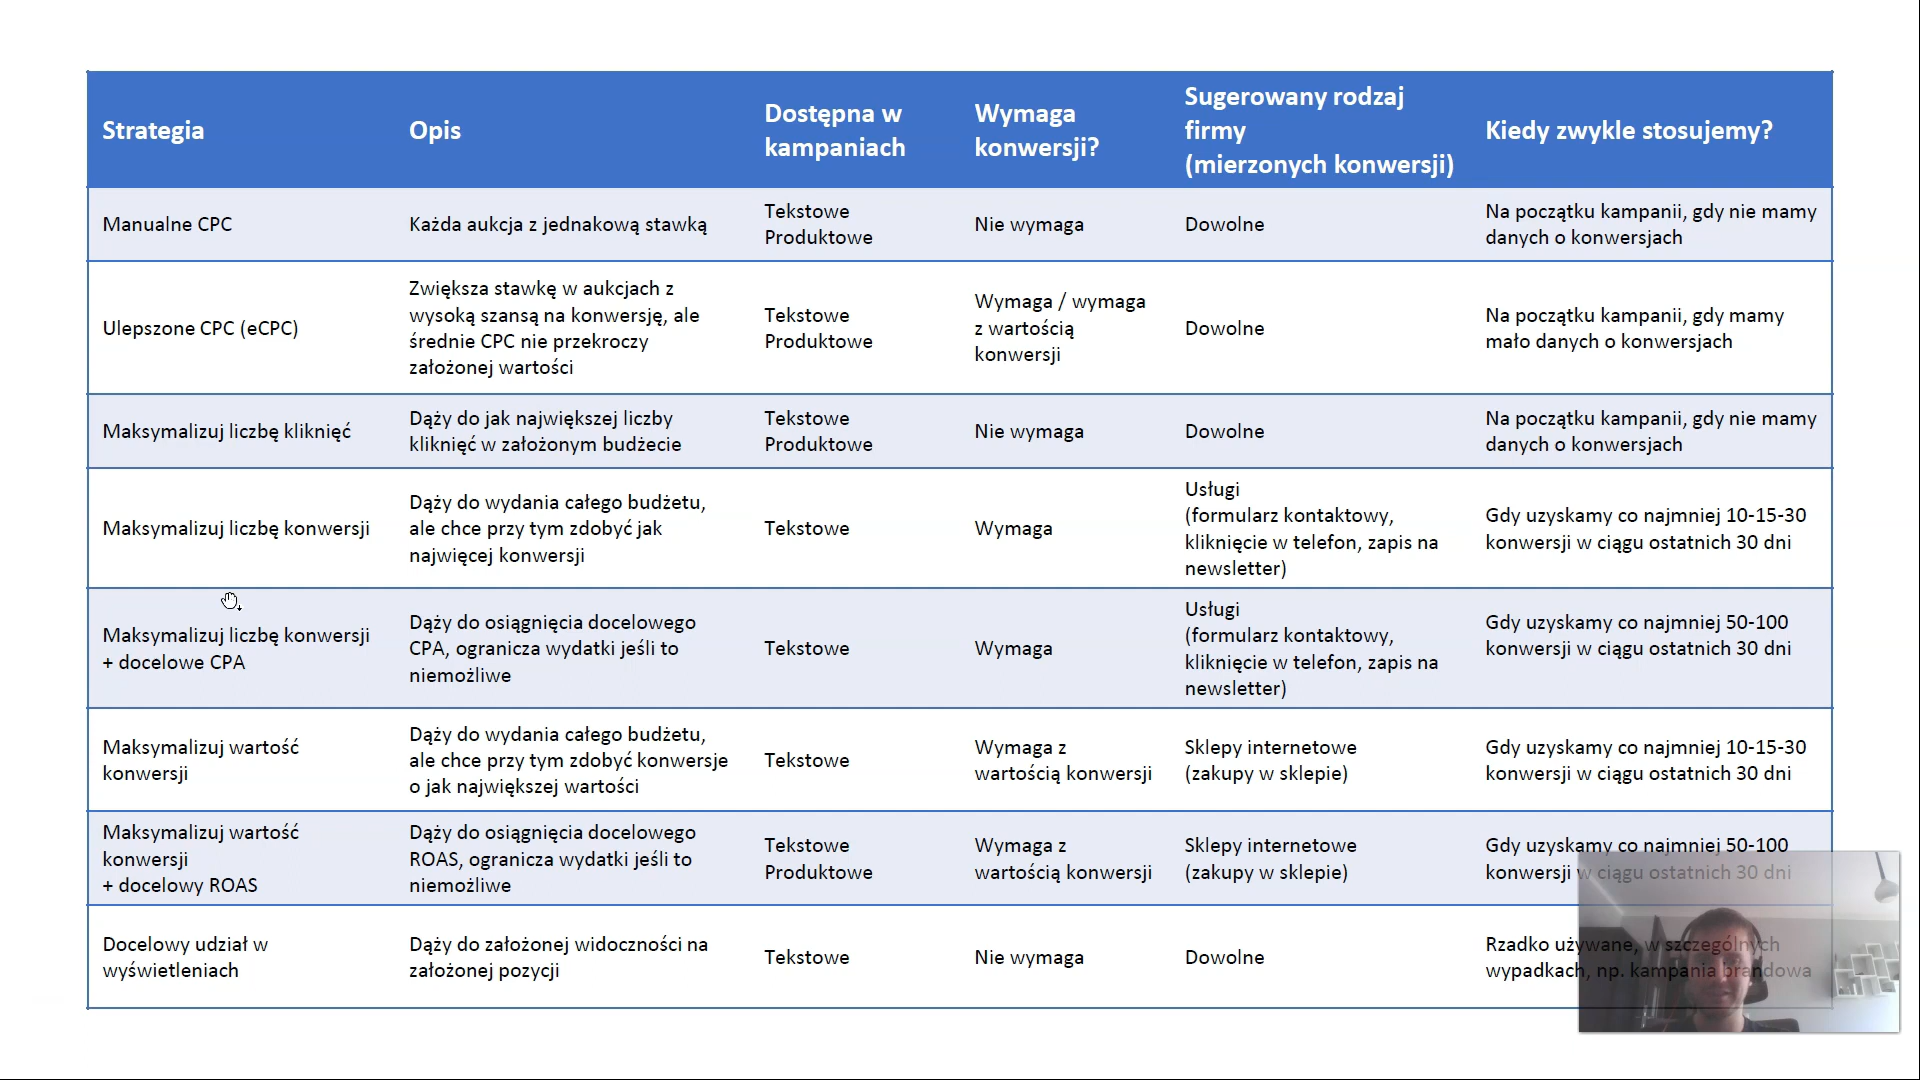 Strategia
Opis
Dostępna w
kampaniach
Wymaga
konwersji?
Sugerowany rodzaj
firmy
(mierzonych konwersji)
Kiedy zwykle stosujemy?
Manualne CPC
Każda aukcja z jednakową stawką
Tekstowe
Produktowe
Nie wymaga
Dowolne
Na początku kampanii, gdy nie mamy
danych o konwersjach
Ulepszone CPC (eCPC)
Zwiększa stawkę w aukcjach z
wysoką szansą na konwersję, ale
średnie CPC nie przekroczy
założonej wartości
Tekstowe
Produktowe
Wymaga / wymaga
z wartością
konwersji
Dowolne
Na początku kampanii, gdy mamy
mało danych o konwersjach
Maksymalizuj liczbę kliknięć
Dąży do jak największej liczby
kliknięć w założonym budżecie
Tekstowe
Produktowe
Nie wymaga
Dowolne
Na początku kampanii, gdy nie mamy
danych o konwersjach
Maksymalizuj liczbę konwersji
Dąży do wydania całego budżetu,
ale chce przy tym zdobyć jak
najwięcej konwersji
Tekstowe
Wymaga
Usługi
(formularz kontaktowy,
kliknięcie w telefon, zapis na
newsletter)
Gdy uzyskamy co najmniej 10-15-30
konwersji w ciągu ostatnich 30 dni
Maksymalizuj liczbę konwersji
+ docelowe CPA
Dąży do osiągnięcia docelowego
CPA, ogranicza wydatki jeśli to
niemożliwe
Tekstowe
Wymaga
Usługi
(formularz kontaktowy,
kliknięcie w telefon, zapis na
newsletter)
Gdy uzyskamy co najmniej 50-100
konwersji w ciągu ostatnich 30 dni
Maksymalizuj wartość
konwersji
Dąży do wydania całego budżetu,
ale chce przy tym zdobyć konwersje
o jak największej wartości
Tekstowe
Wymaga z
wartością konwersji
Sklepy internetowe
(zakupy w sklepie)
Gdy uzyskamy co najmniej 10-15-30
konwersji w ciągu ostatnich 30 dni
Maksymalizuj wartość
konwersji
+ docelowy ROAS
Dąży do osiągnięcia docelowego
ROAS, ogranicza wydatki jeśli to
niemożliwe
Tekstowe
Produktowe
Wymaga z
wartością konwersji
Sklepy internetowe
(zakupy w sklepie)
Gdy uzyskamy co najmniej 50-100
konwersji w ciągu ostatnich 30 dni
Docelowy udział w
wyświetleniach
Dąży do założonej widoczności na
założonej pozycji
Tekstowe
Nie wymaga
Dowolne
Rzadko używane, w szczególnych
wypadkach, np. kampania brandowa